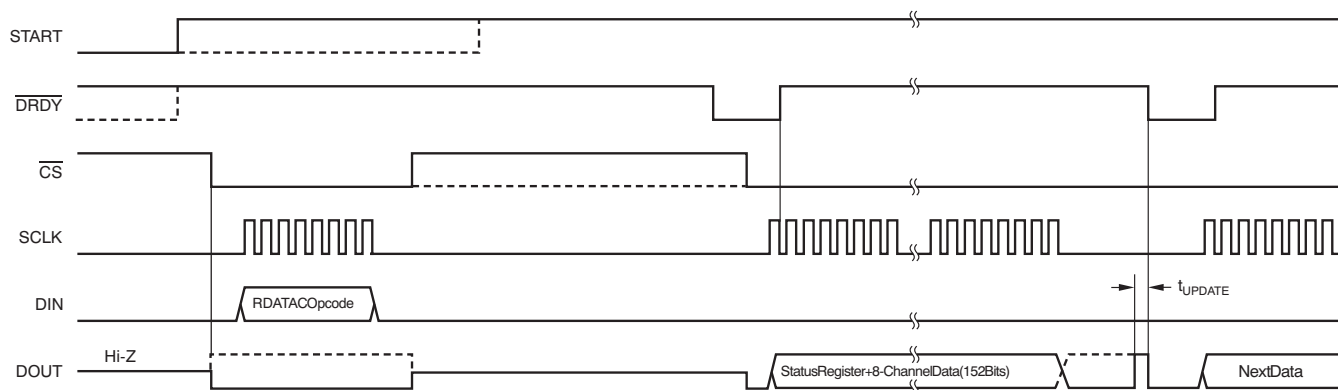 START
DRDY
CS
SCLK
DIN
RDATACOpcode
tUPDATE
Hi-Z
DOUT
StatusRegister+8-ChannelData(152Bits)
NextData